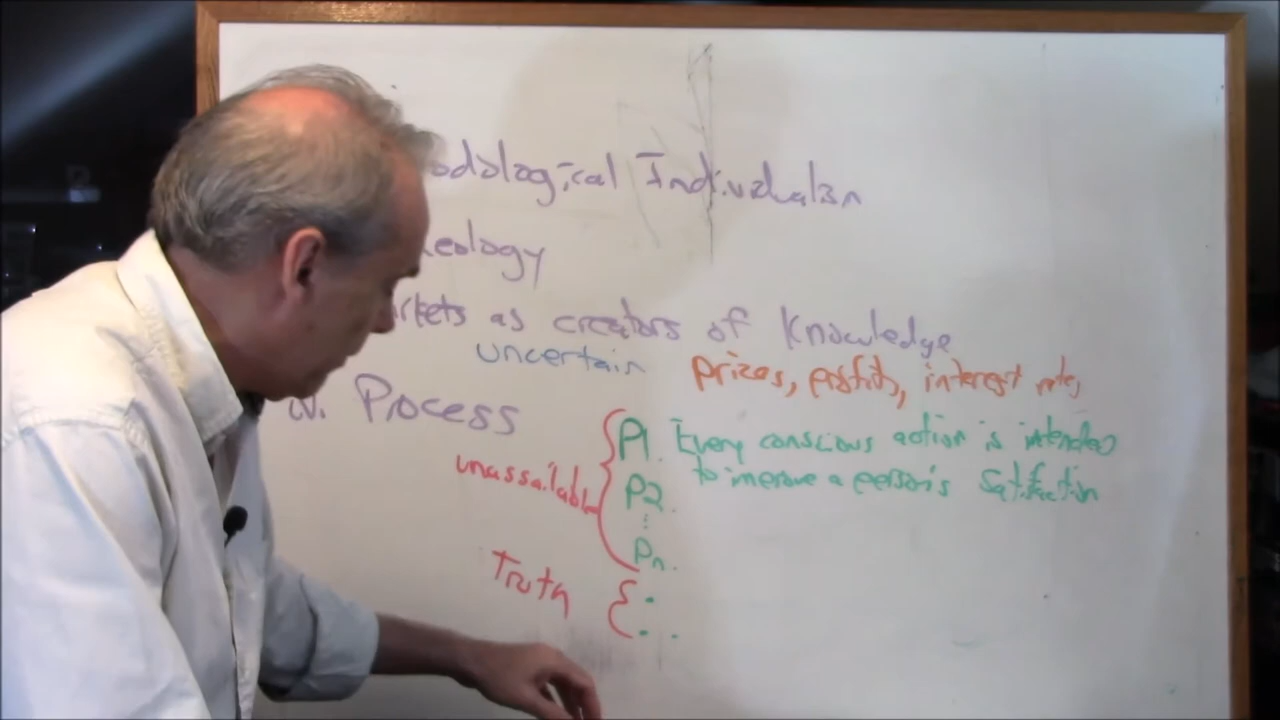 odological Individualism
eology
rkets as creators of Knowledge
uncertain prizes, profits, interest rates
IV. Process
P1. Every conscious action is intended
unassailable to improve a person's Satisfaction
P2.
Pn.
Truth